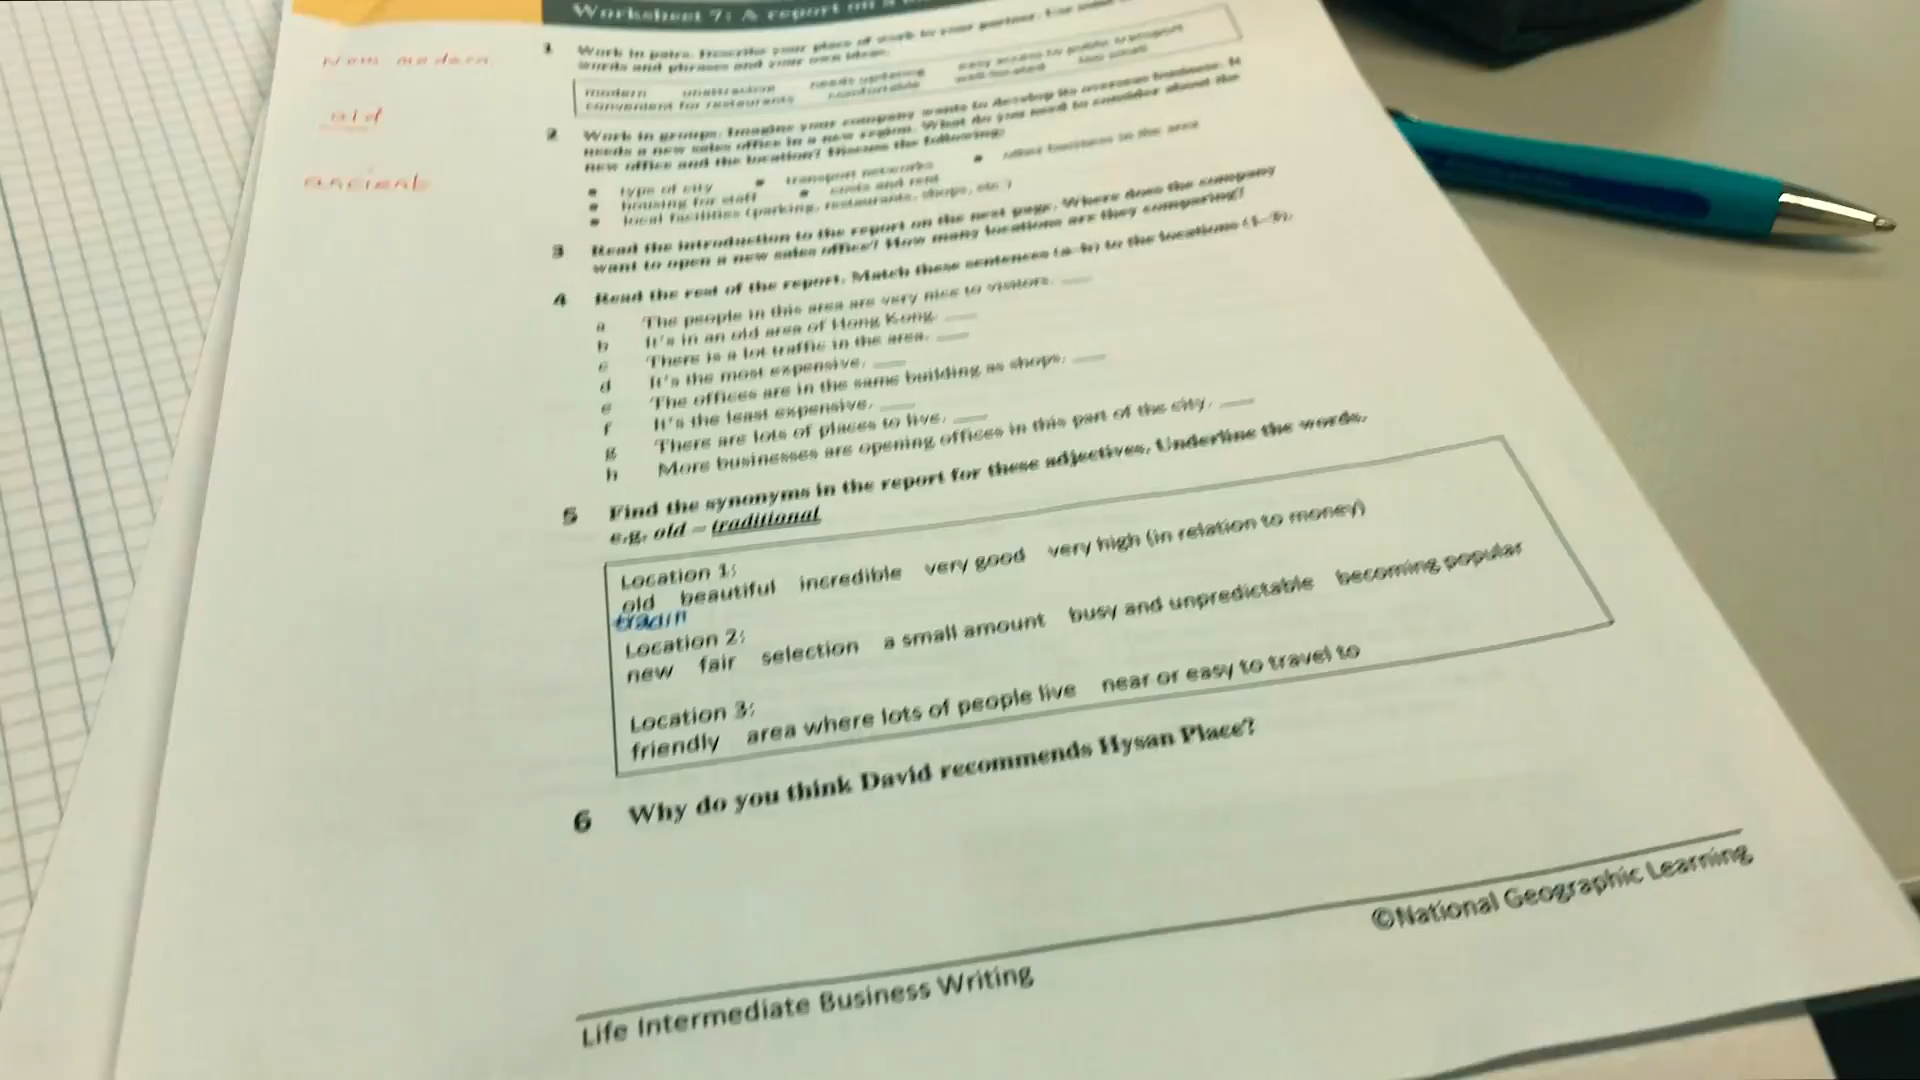 Worksheet 7: A report on a
New modern
old
ancient
1 Work in pairs. Describe your place of work to your partner. Use some
words and phrases and your own ideas.
modern unattractive needs updating easy access to public transport
convenient for restaurants comfortable well-located too small
2 Work in groups. Imagine your company wants to develop its overseas business. It
needs a new sales office in a new region. What do you need to consider about the
new office and the location? Discuss the following:
• type of city • transport networks • other business in the area
• housing for staff • costs and rent
• local facilities (parking, restaurants, shops, etc.)
3 Read the introduction to the report on the next page. Where does the company
want to open a new sales office? How many locations are they comparing?
4 Read the rest of the report. Match these sentences (a–h) to the locations (1–3).
a The people in this area are very nice to visitors.
b It's in an old area of Hong Kong.
c There is a lot traffic in the area.
d It's the most expensive.
e The offices are in the same building as shops.
f It's the least expensive.
g There are lots of places to live.
h More businesses are opening offices in this part of the city.
5 Find the synonyms in the report for these adjectives. Underline the words.
e.g. old – traditional
Location 1:
old beautiful incredible very good very high (in relation to money)
Location 2:
new fair selection a small amount busy and unpredictable becoming popular
Location 3:
friendly area where lots of people live near or easy to travel to
6 Why do you think David recommends Hysan Place?
©National Geographic Learning
Life Intermediate Business Writing